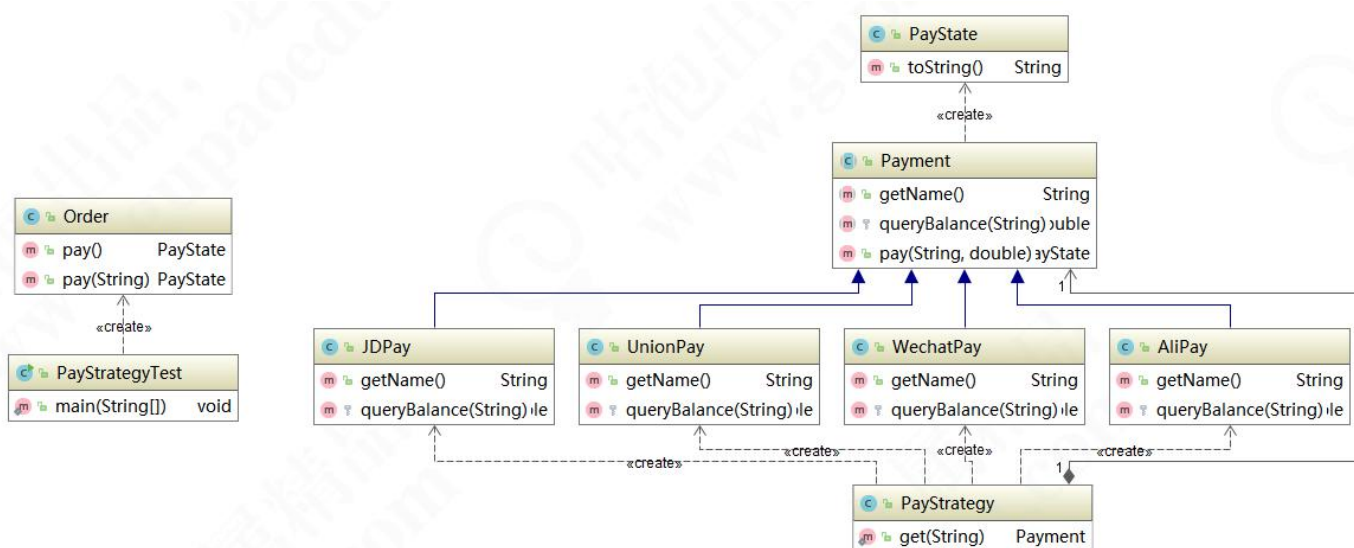 PayState
toString() String
«create»
Payment
getName() String
queryBalance(String) ouble
pay(String, double) ayState
Order
pay() PayState
pay(String) PayState
«create»
PayStrategyTest
main(String[]) void
1
JDPay
getName() String
queryBalance(String) le
UnionPay
getName() String
queryBalance(String) le
WechatPay
getName() String
queryBalance(String) le
AliPay
getName() String
queryBalance(String) le
«create»
«create»
«create»
«create»
1
PayStrategy
get(String) Payment